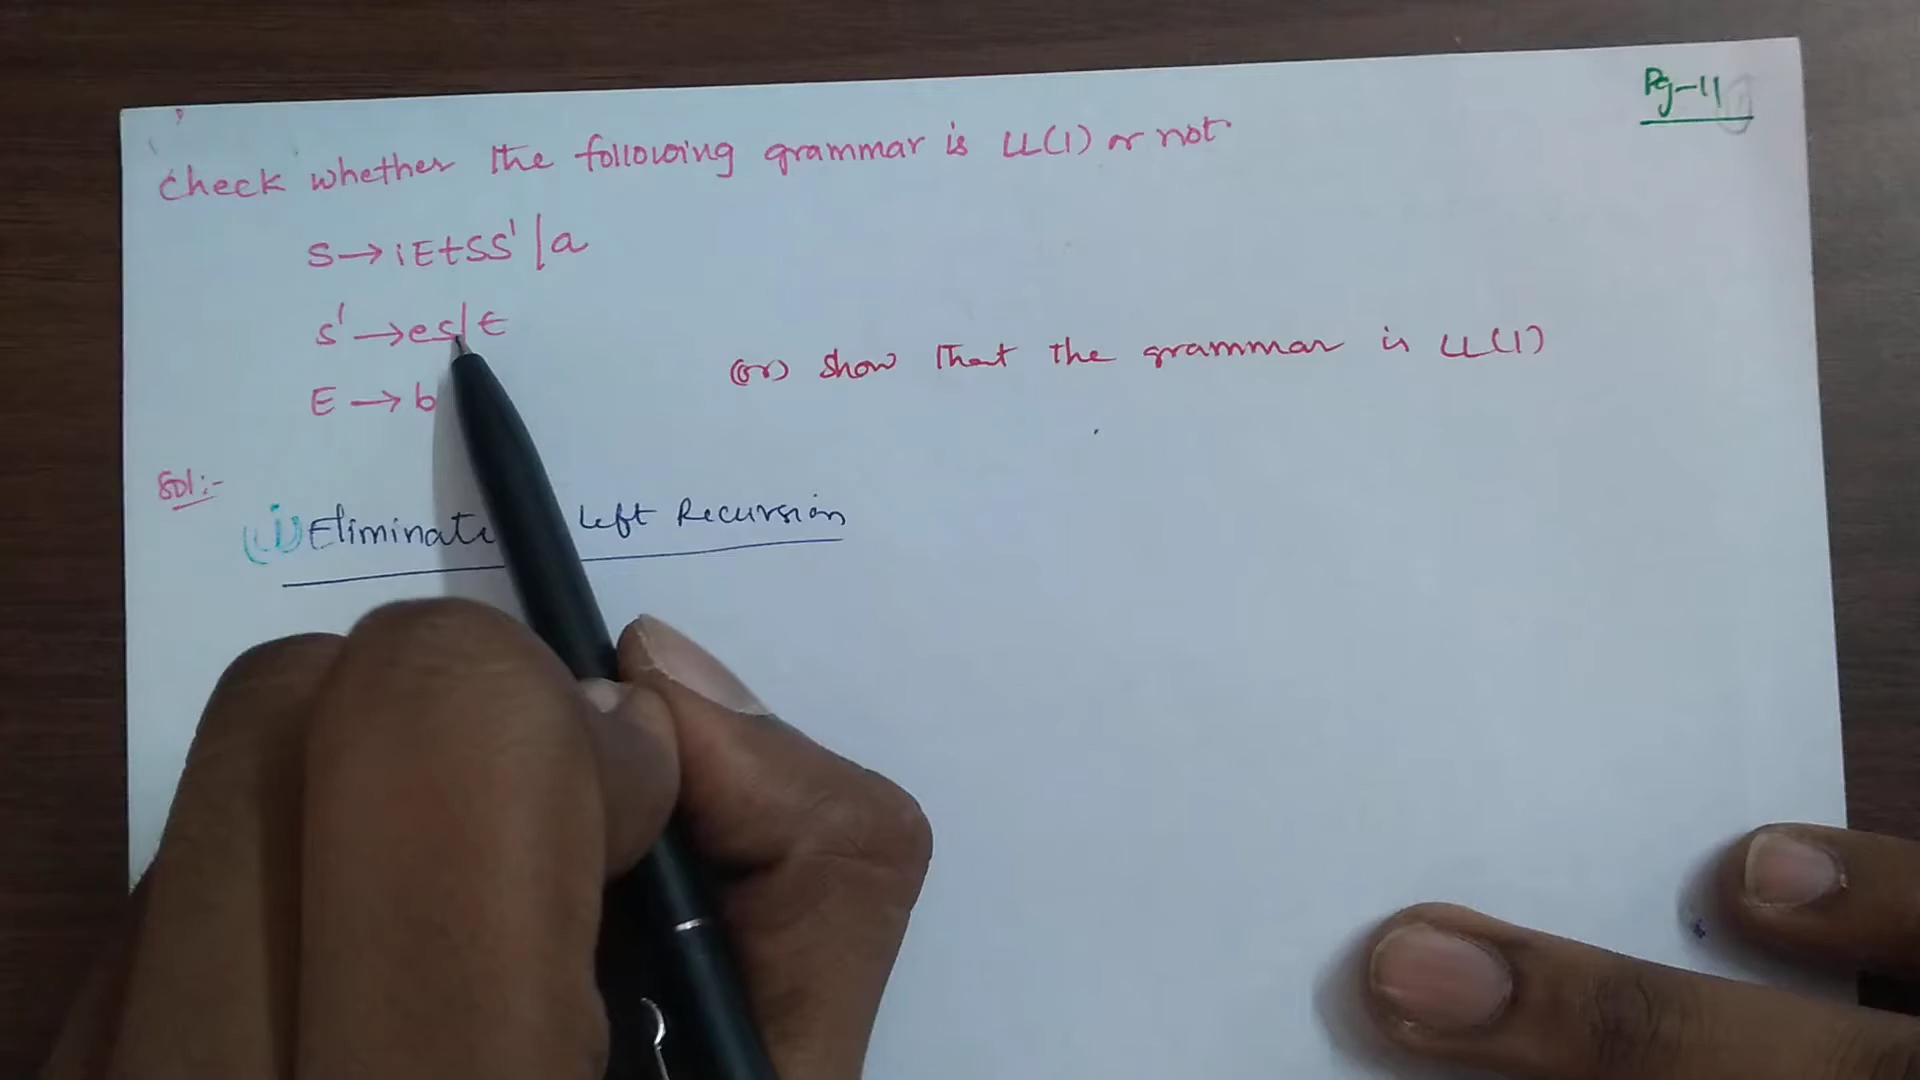 Pg-11
Check whether the following grammar is LL(1) or not
S→iEtSS'|a
S'→eS|ϵ
E→b
(or) Show that the grammar is LL(1)
Sol:-
(i) Eliminate Left Recursion